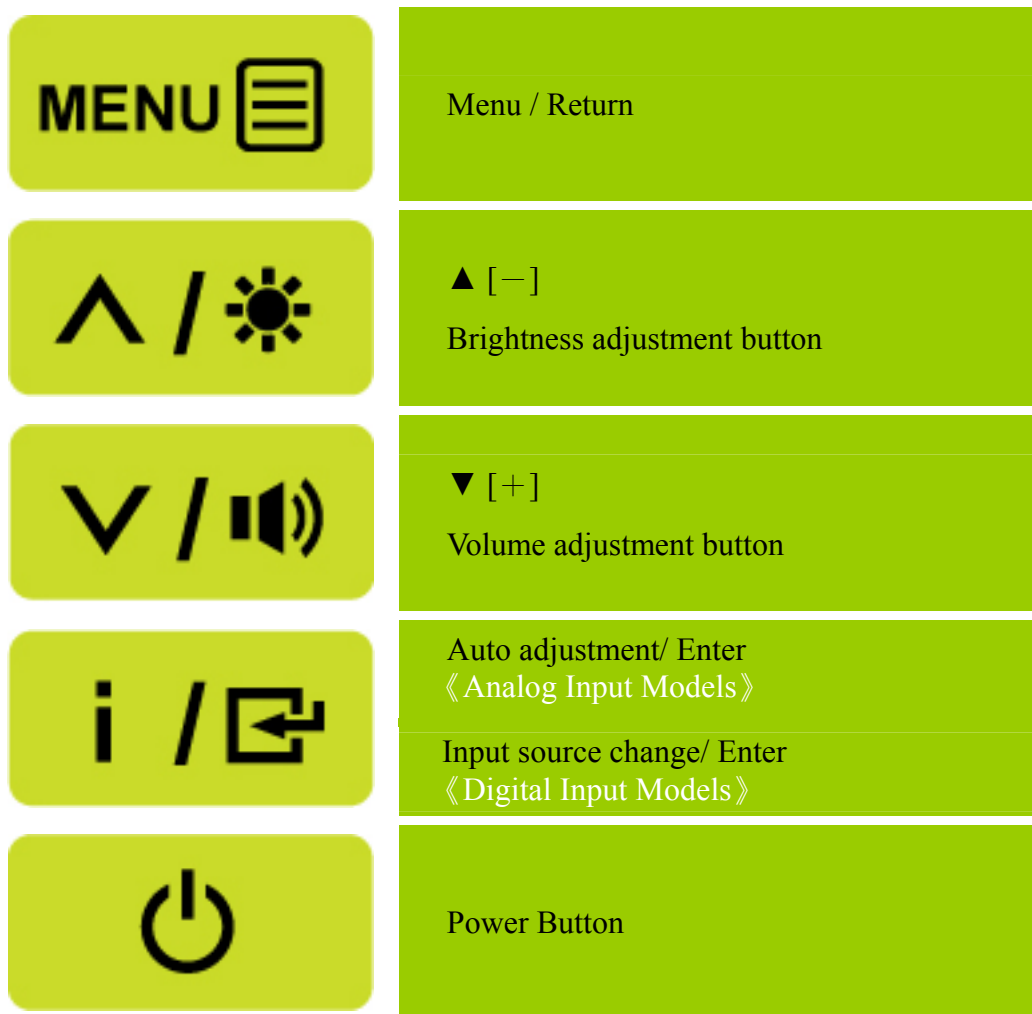 MENU
Menu / Return
/
▲ [－]
Brightness adjustment button
/
▼ [＋]
Volume adjustment button
i /
Auto adjustment/ Enter
《Analog Input Models》
Input source change/ Enter
《Digital Input Models》
Power Button